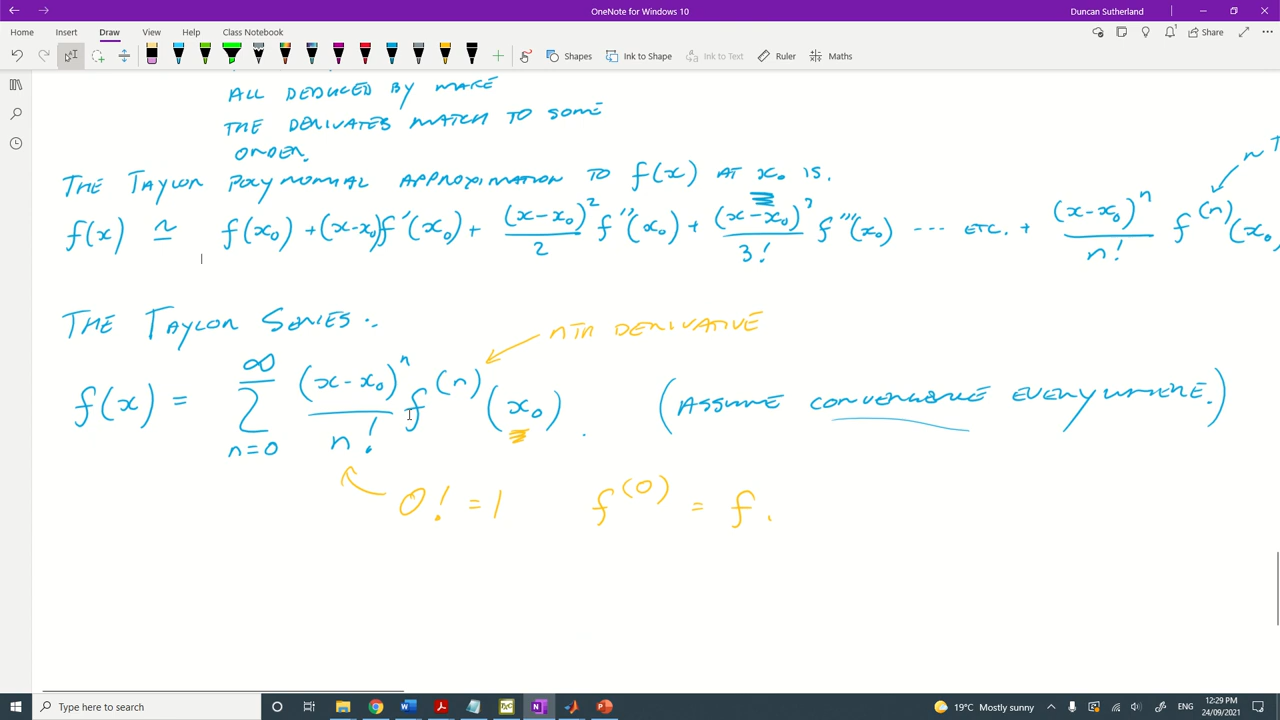 OneNote for Windows 10
Duncan Sutherland
Home Insert Draw View Help Class Notebook
Share
Shapes Ink to Shape Ink to Text Ruler Maths
ALL DEDUCED BY MAKE
THE DERIVATES MATCH TO SOME
ORDER.
THE TAYLOR POLYNOMIAL APPROXIMATION TO f(x) AT x₀ IS.
n
f(x) ≃ f(x₀) + (x-x₀)f'(x₀) + (x-x₀)²/2 f''(x₀) + (x-x₀)³/3! f'''(x₀) ... ETC. + (x-x₀)ⁿ/n! f⁽ⁿ⁾(x₀
THE TAYLOR SERIES.
nTH DERIVATIVE
f(x) = ∑_{n=0}^{∞} (x-x₀)ⁿ/n! f⁽ⁿ⁾(x₀). (ASSUME CONVERGENCE EVERYWHERE.)
0! = 1 f⁽⁰⁾ = f.
Type here to search
19°C Mostly sunny
ENG
12:29 PM
24/09/2021